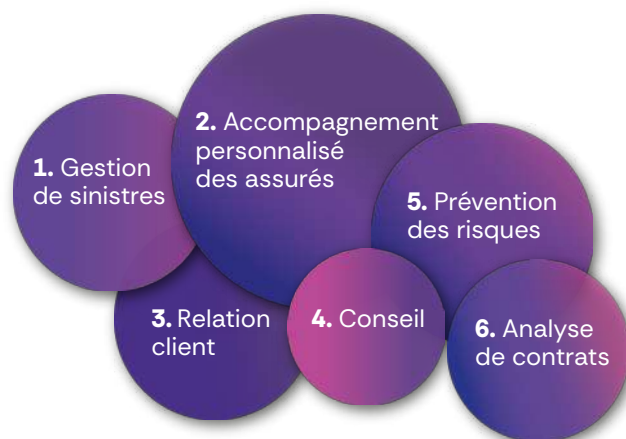 1. Gestion
de sinistres
2. Accompagnement
personnalisé
des assurés
3. Relation
client
4. Conseil
5. Prévention
des risques
6. Analyse
de contrats